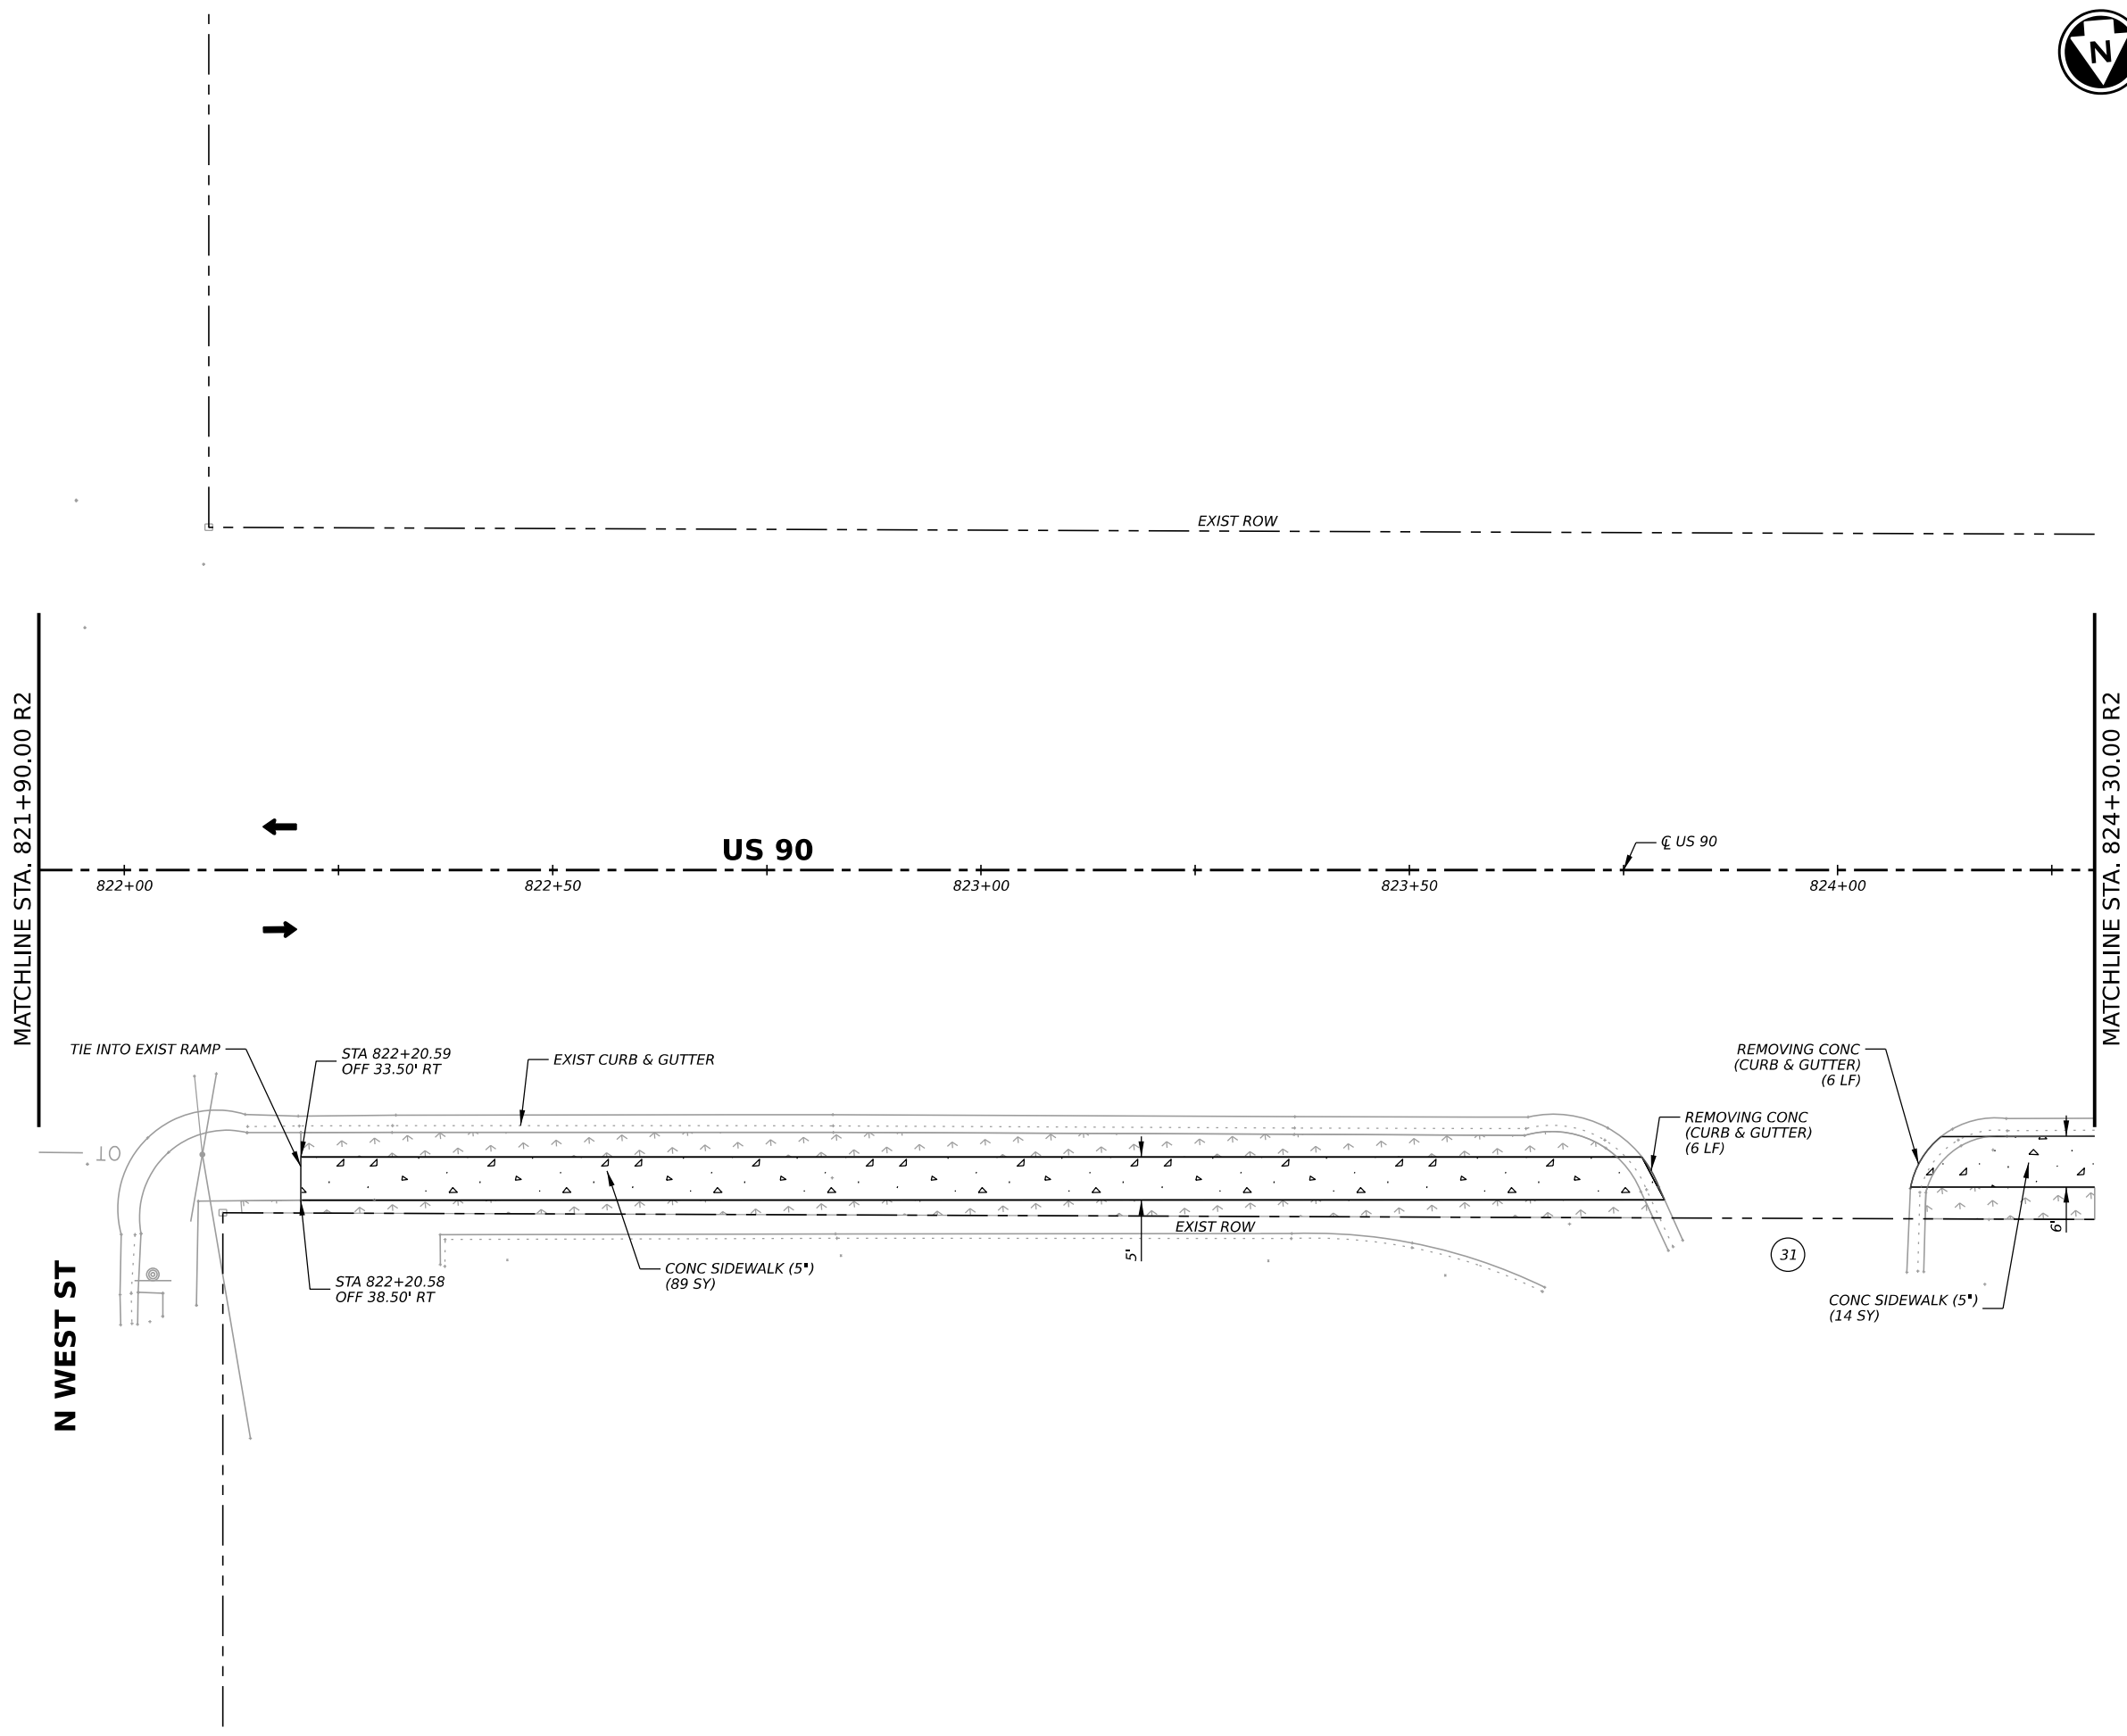 N
EXIST ROW
MATCHLINE STA. 821+90.00 R2
MATCHLINE STA. 824+30.00 R2
US 90
℄ US 90
822+00
822+50
823+00
823+50
824+00
TIE INTO EXIST RAMP
STA 822+20.59
OFF 33.50' RT
EXIST CURB & GUTTER
REMOVING CONC
(CURB & GUTTER)
(6 LF)
REMOVING CONC
(CURB & GUTTER)
(6 LF)
10
EXIST ROW
5'
6'
31
STA 822+20.58
OFF 38.50' RT
CONC SIDEWALK (5")
(89 SY)
CONC SIDEWALK (5")
(14 SY)
N WEST ST